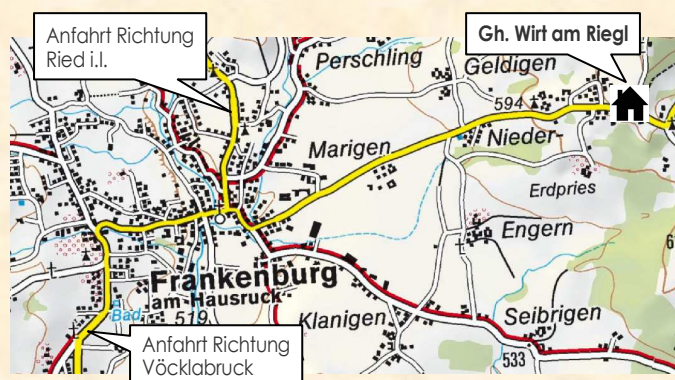 Anfahrt Richtung
Ried i.I.
Gh. Wirt am Riegl
Perschling
Geldigen
594
Nieder-
Marigen
Erdpries
Engern
6
Frankenburg
am Hausruck
519
Bad
Klanigen
Seibrigen
533
Anfahrt Richtung
Vöcklabruck